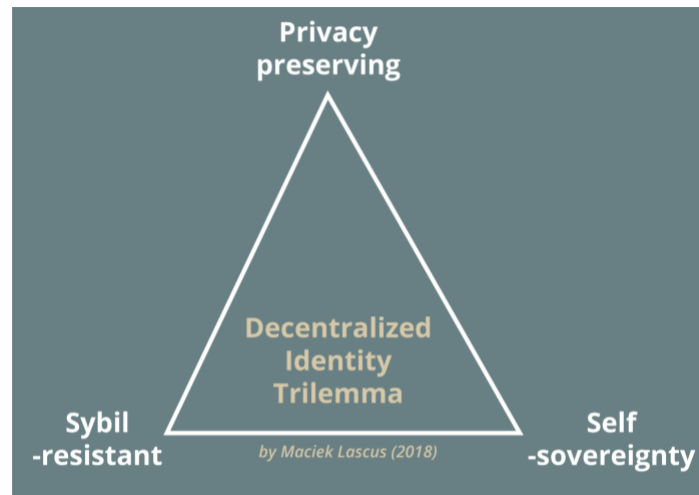 Privacy
preserving
Decentralized
Identity
Trilemma
Sybil
-resistant
by Maciek Lascus (2018)
Self
-sovereignty